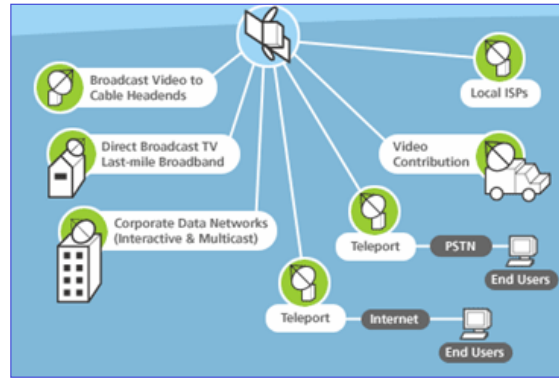 Broadcast Video to
Cable Headends
Local ISPs
Direct Broadcast TV
Last-mile Broadband
Video
Contribution
Corporate Data Networks
(Interactive & Multicast)
Teleport
PSTN
End Users
Teleport
Internet
End Users